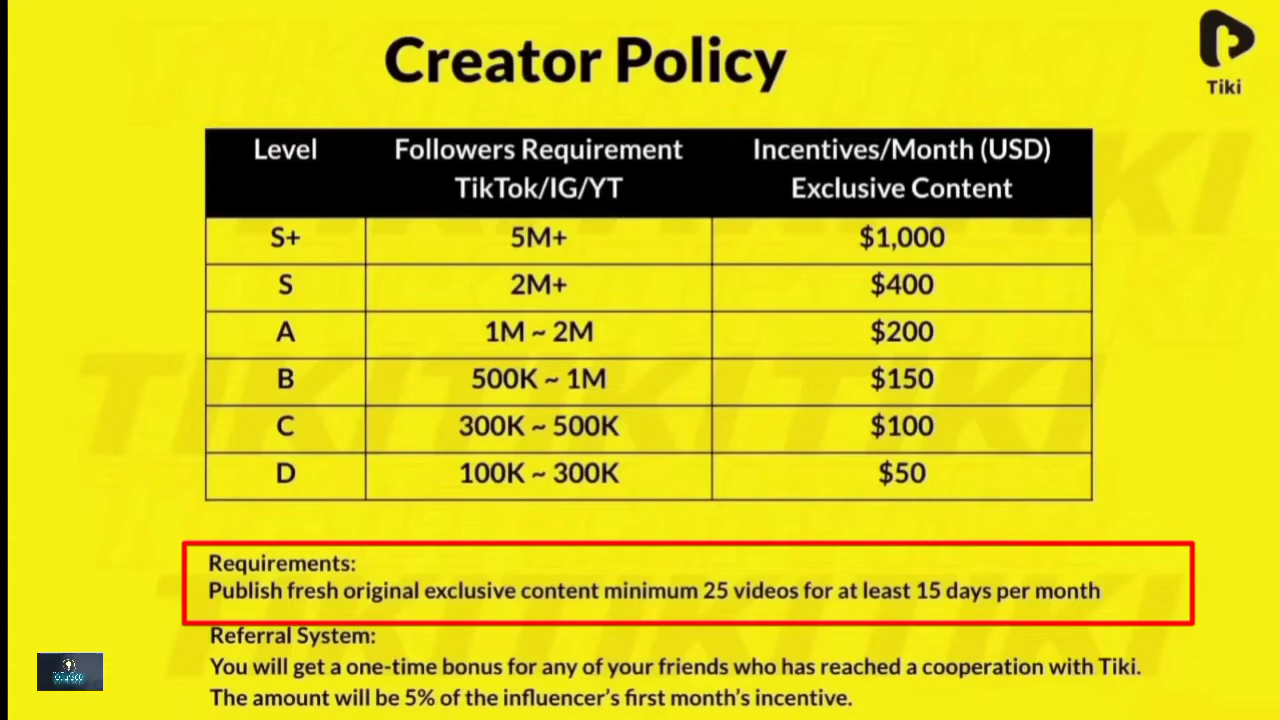 Creator Policy
Tiki
Level Followers Requirement TikTok/IG/YT Incentives/Month (USD) Exclusive Content
S+ 5M+ $1,000
S 2M+ $400
A 1M ~ 2M $200
B 500K ~ 1M $150
C 300K ~ 500K $100
D 100K ~ 300K $50
Requirements:
Publish fresh original exclusive content minimum 25 videos for at least 15 days per month
Referral System:
You will get a one-time bonus for any of your friends who has reached a cooperation with Tiki.
The amount will be 5% of the influencer's first month's incentive.